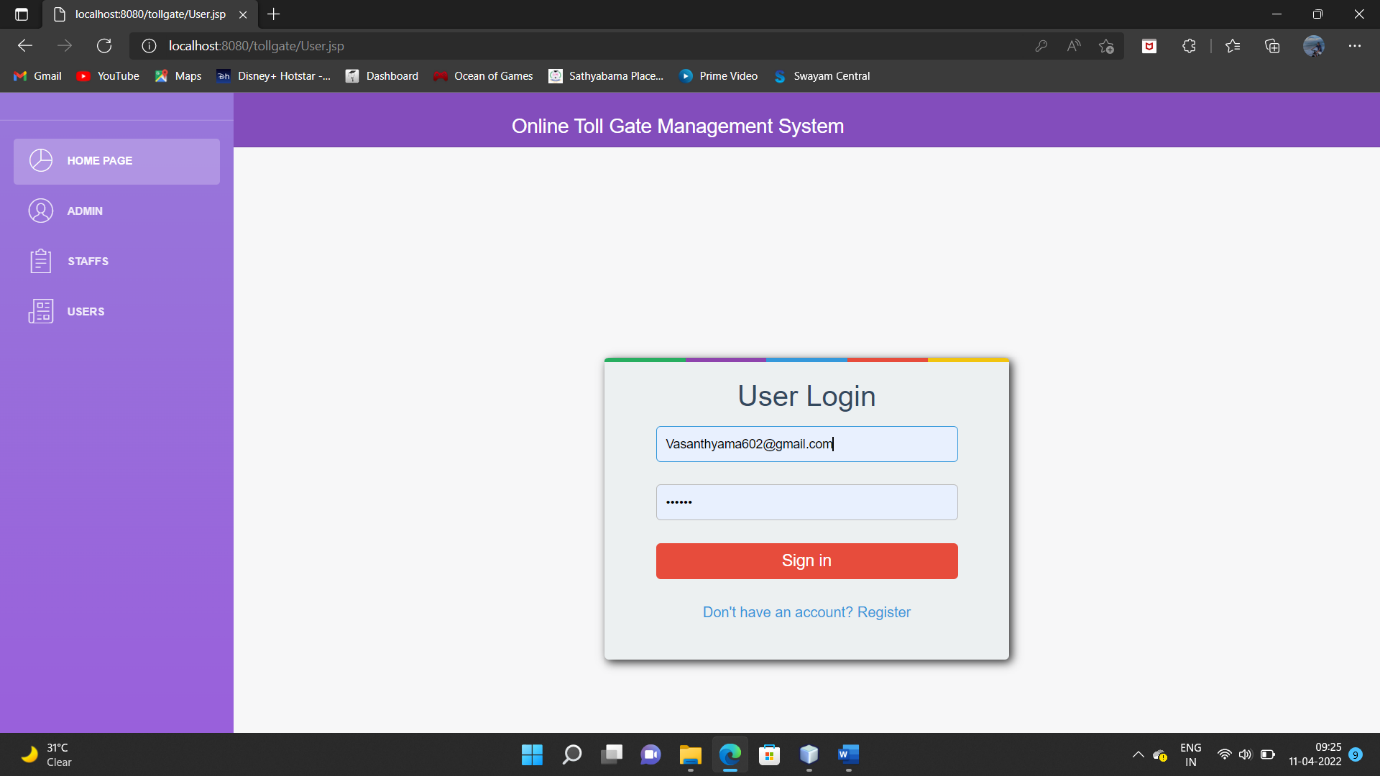 localhost:8080/tollgate/User.jsp
localhost:8080/tollgate/User.jsp
Gmail YouTube Maps Disney+ Hotstar -... Dashboard Ocean of Games Sathyabama Place... Prime Video Swayam Central
Online Toll Gate Management System
HOME PAGE
ADMIN
STAFFS
USERS
User Login
Vasanthyama602@gmail.com
••••••
Sign in
Don't have an account? Register
31°C
Clear
ENG
IN
09:25
11-04-2022
9